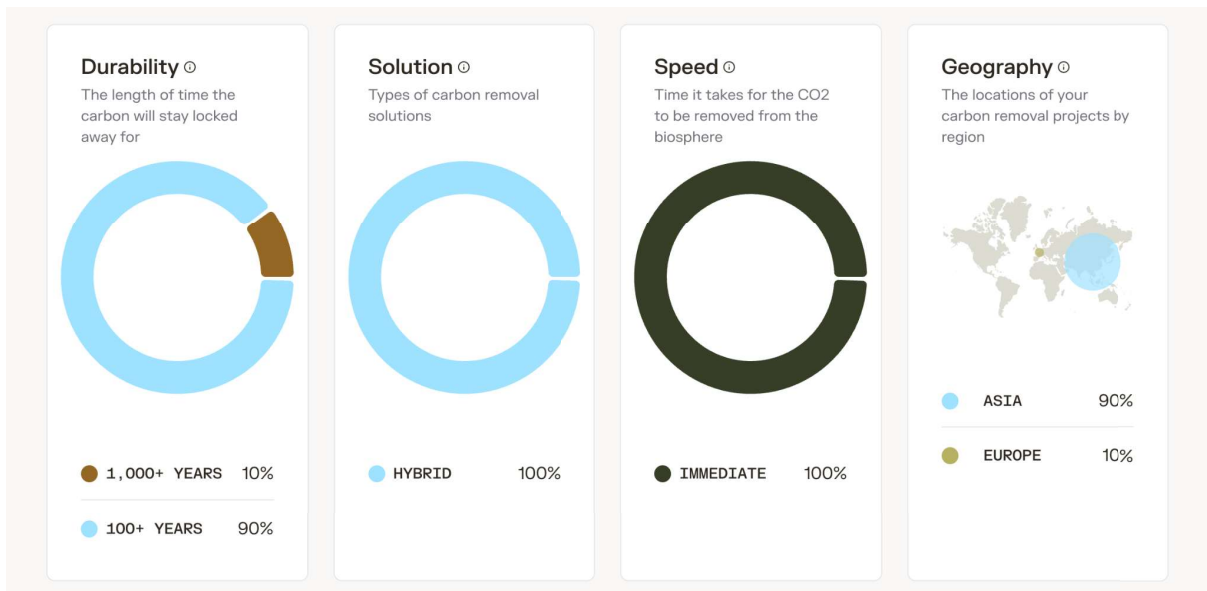 Durability
The length of time the
carbon will stay locked
away for
1,000+ YEARS 10%
100+ YEARS 90%
Solution
Types of carbon removal
solutions
HYBRID 100%
Speed
Time it takes for the CO2
to be removed from the
biosphere
IMMEDIATE 100%
Geography
The locations of your
carbon removal projects by
region
ASIA 90%
EUROPE 10%